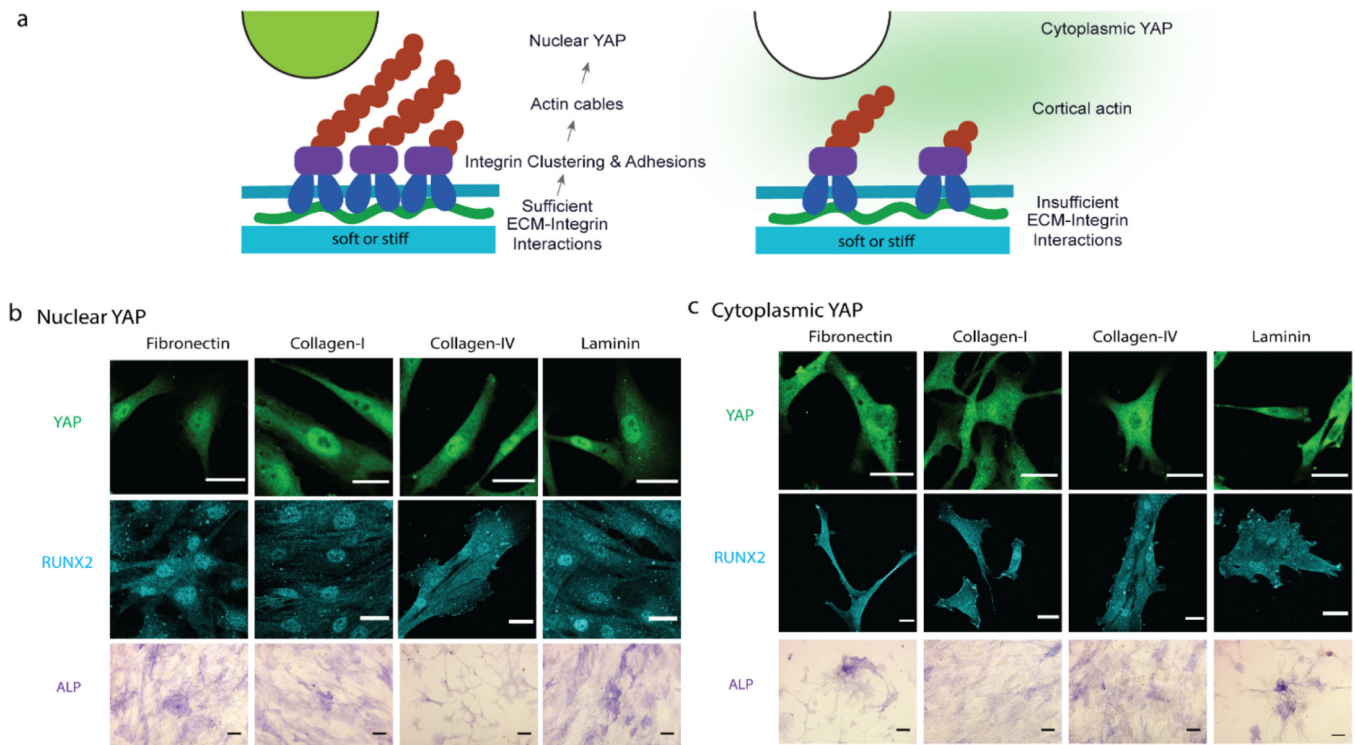 a
Nuclear YAP
Actin cables
Integrin Clustering & Adhesions
Sufficient
ECM-Integrin
Interactions
soft or stiff
Cytoplasmic YAP
Cortical actin
Insufficient
ECM-Integrin
Interactions
soft or stiff
b Nuclear YAP
Fibronectin Collagen-I Collagen-IV Laminin
YAP
RUNX2
ALP
c Cytoplasmic YAP
Fibronectin Collagen-I Collagen-IV Laminin
YAP
RUNX2
ALP